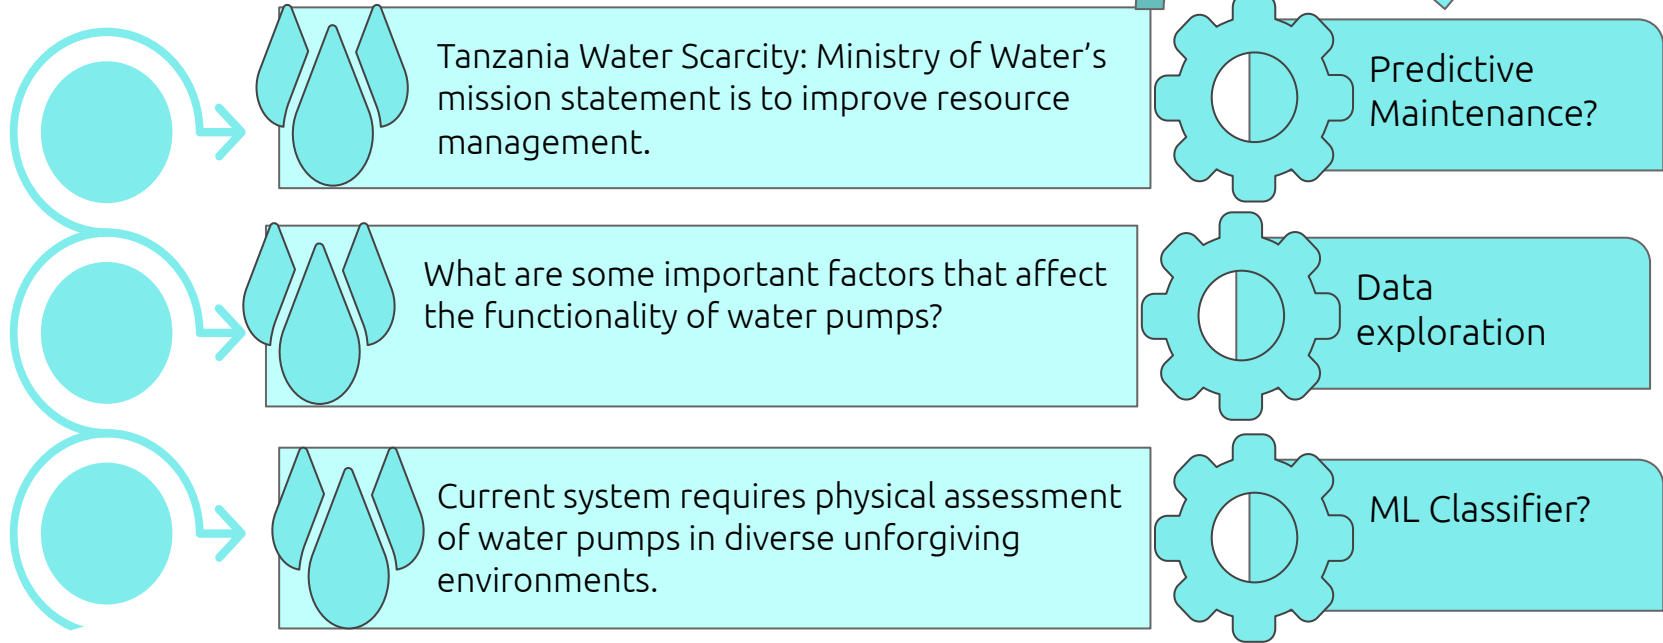 Tanzania Water Scarcity: Ministry of Water’s
mission statement is to improve resource
management.
Predictive
Maintenance?
What are some important factors that affect
the functionality of water pumps?
Data
exploration
Current system requires physical assessment
of water pumps in diverse unforgiving
environments.
ML Classifier?